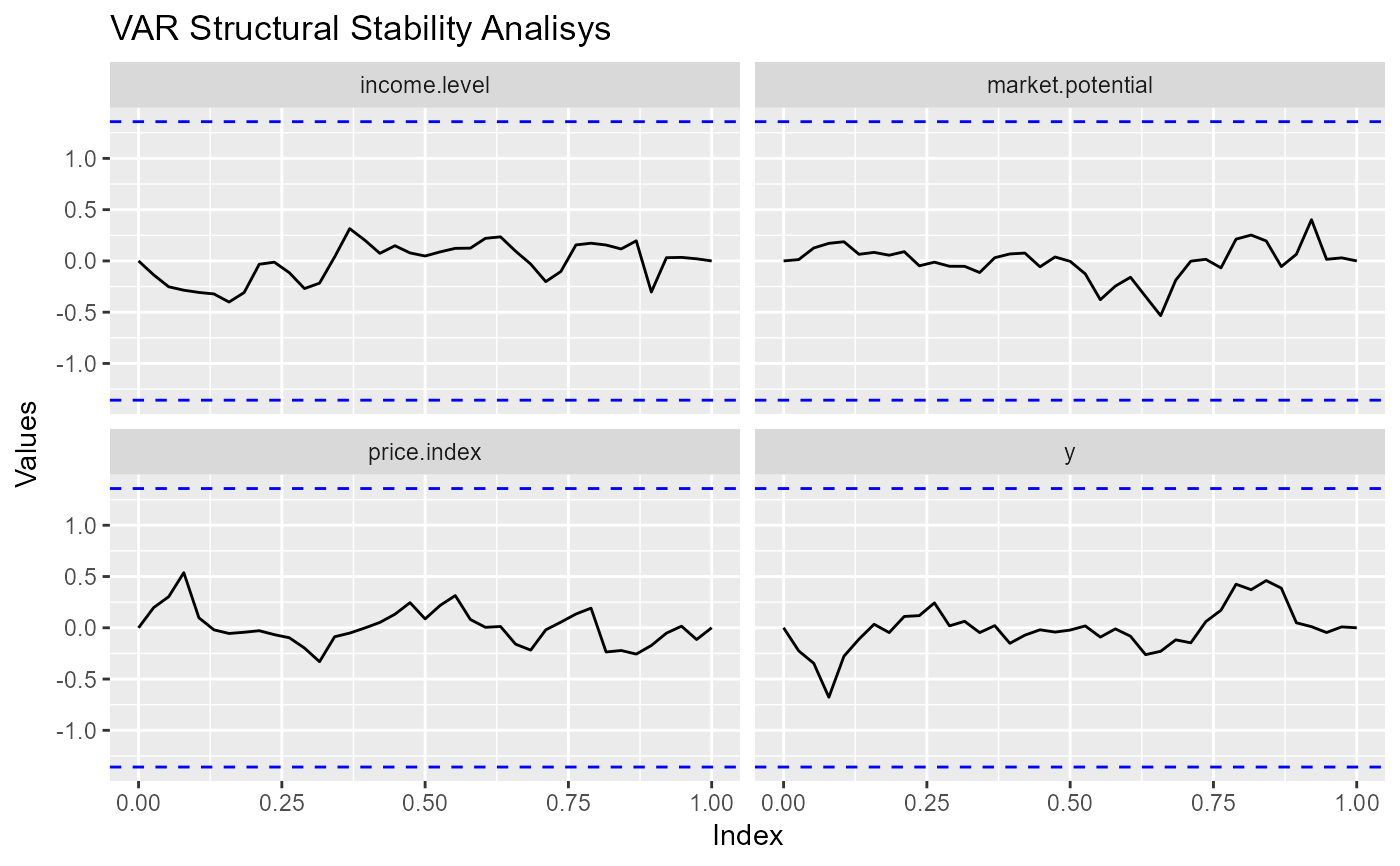 VAR Structural Stability Analisys
income.level
market.potential
1.0
0.5
0.0
-0.5
-1.0
Values
price.index
y
1.0
0.5
0.0
-0.5
-1.0
0.00 0.25 0.50 0.75 1.00 0.00 0.25 0.50 0.75 1.00
Index